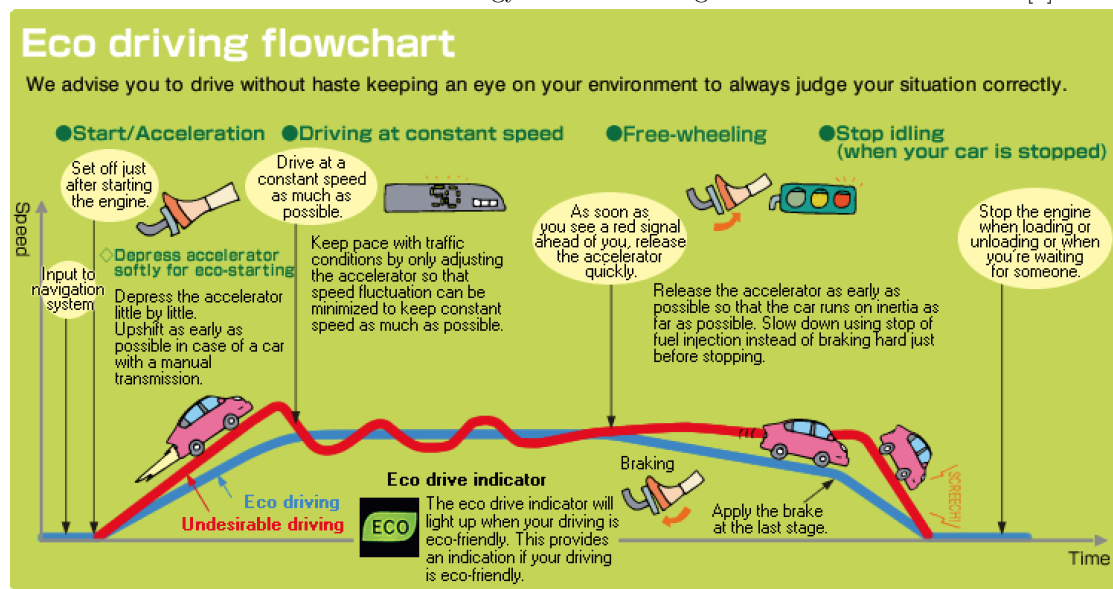 Eco driving flowchart
We advise you to drive without haste keeping an eye on your environment to always judge your situation correctly.
●Start/Acceleration
●Driving at constant speed
●Free-wheeling
●Stop idling
(when your car is stopped)
Set off just
after starting
the engine.
Drive at a
constant speed
as much as
possible.
As soon as
you see a red signal
ahead of you, release
the accelerator
quickly.
Stop the engine
when loading or
unloading or when
you're waiting
for someone.
Speed
Input to
navigation
system
◇Depress accelerator
softly for eco-starting
Depress the accelerator
little by little.
Upshift as early as
possible in case of a car
with a manual
transmission.
Keep pace with traffic
conditions by only adjusting
the accelerator so that
speed fluctuation can be
minimized to keep constant
speed as much as possible.
Release the accelerator as early as
possible so that the car runs on inertia as
far as possible. Slow down using stop of
fuel injection instead of braking hard just
before stopping.
Eco driving
Undesirable driving
Eco drive indicator
ECO
The eco drive indicator will
light up when your driving is
eco-friendly. This provides
an indication if your driving
is eco-friendly.
Braking
Apply the brake
at the last stage.
SCREECH!
Time